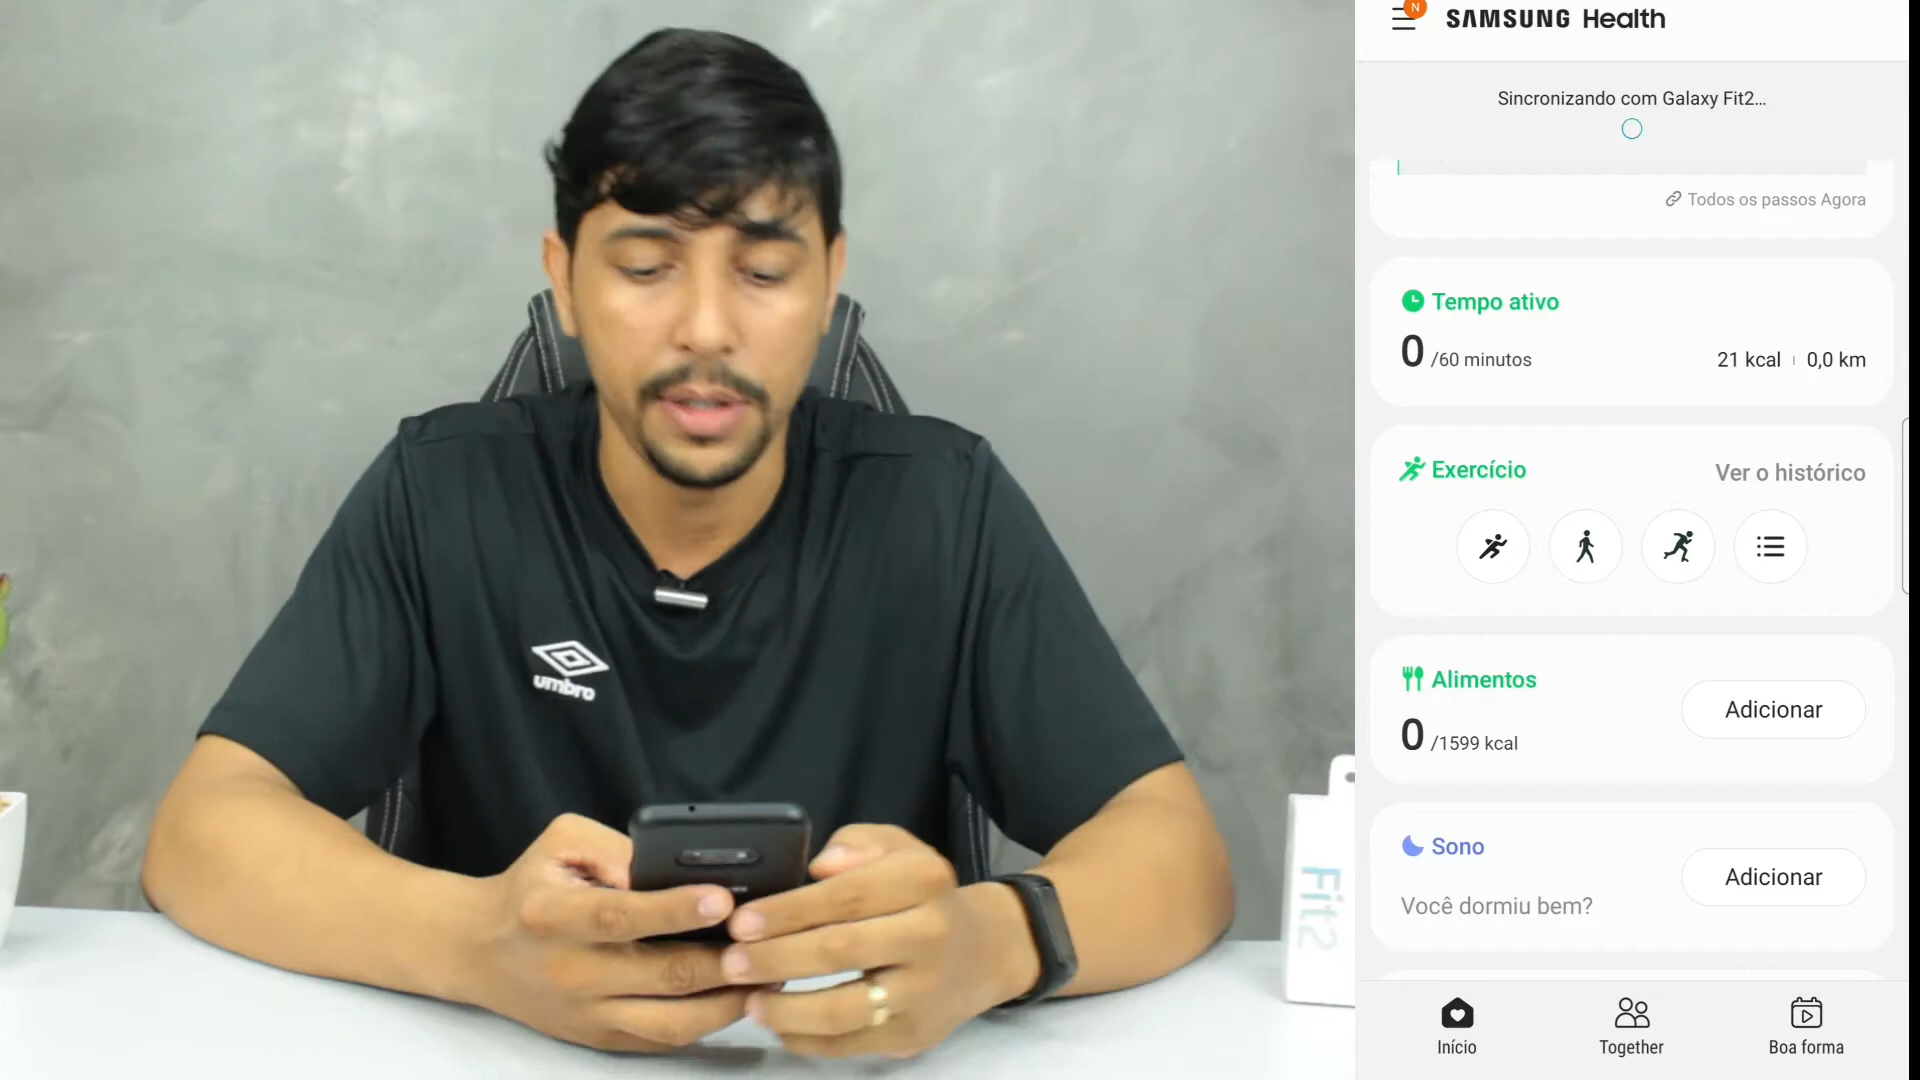 N
SAMSUNG Health
Sincronizando com Galaxy Fit2...
Todos os passos Agora
Tempo ativo
0 /60 minutos
21 kcal
0,0 km
Exercício
Ver o histórico
Alimentos
0 /1599 kcal
Adicionar
Sono
Você dormiu bem?
Adicionar
Início
Together
Boa forma
umbro
Fit2